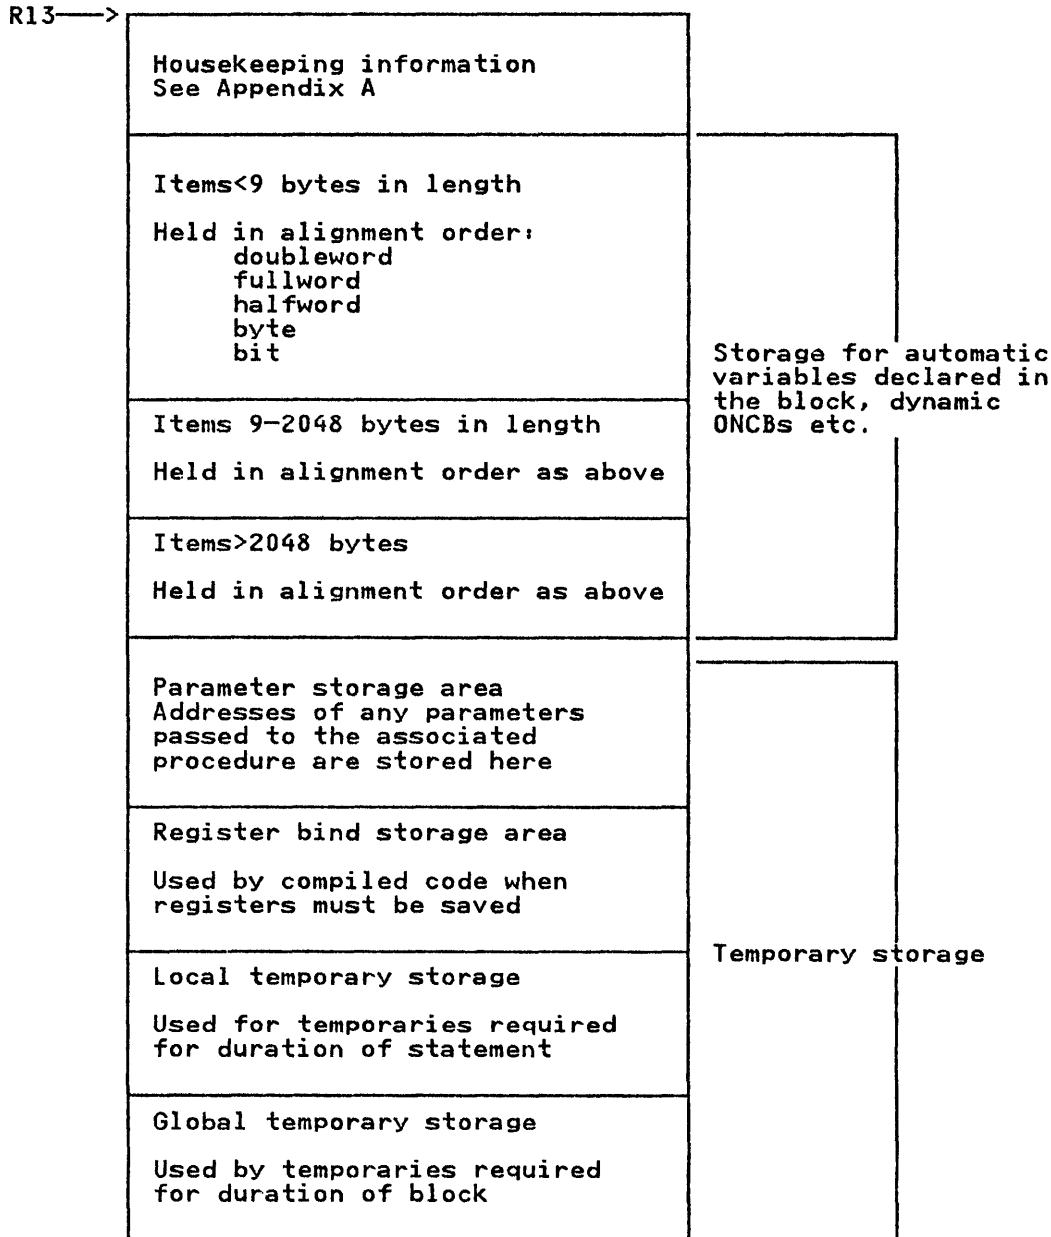 R13—>
Housekeeping information
See Appendix A
Items<9 bytes in length
Held in alignment order:
doubleword
fullword
halfword
byte
bit
Items 9-2048 bytes in length
Held in alignment order as above
Items>2048 bytes
Held in alignment order as above
Storage for automatic
variables declared in
the block, dynamic
ONCBs etc.
Parameter storage area
Addresses of any parameters
passed to the associated
procedure are stored here
Register bind storage area
Used by compiled code when
registers must be saved
Local temporary storage
Used for temporaries required
for duration of statement
Global temporary storage
Used by temporaries required
for duration of block
Temporary storage